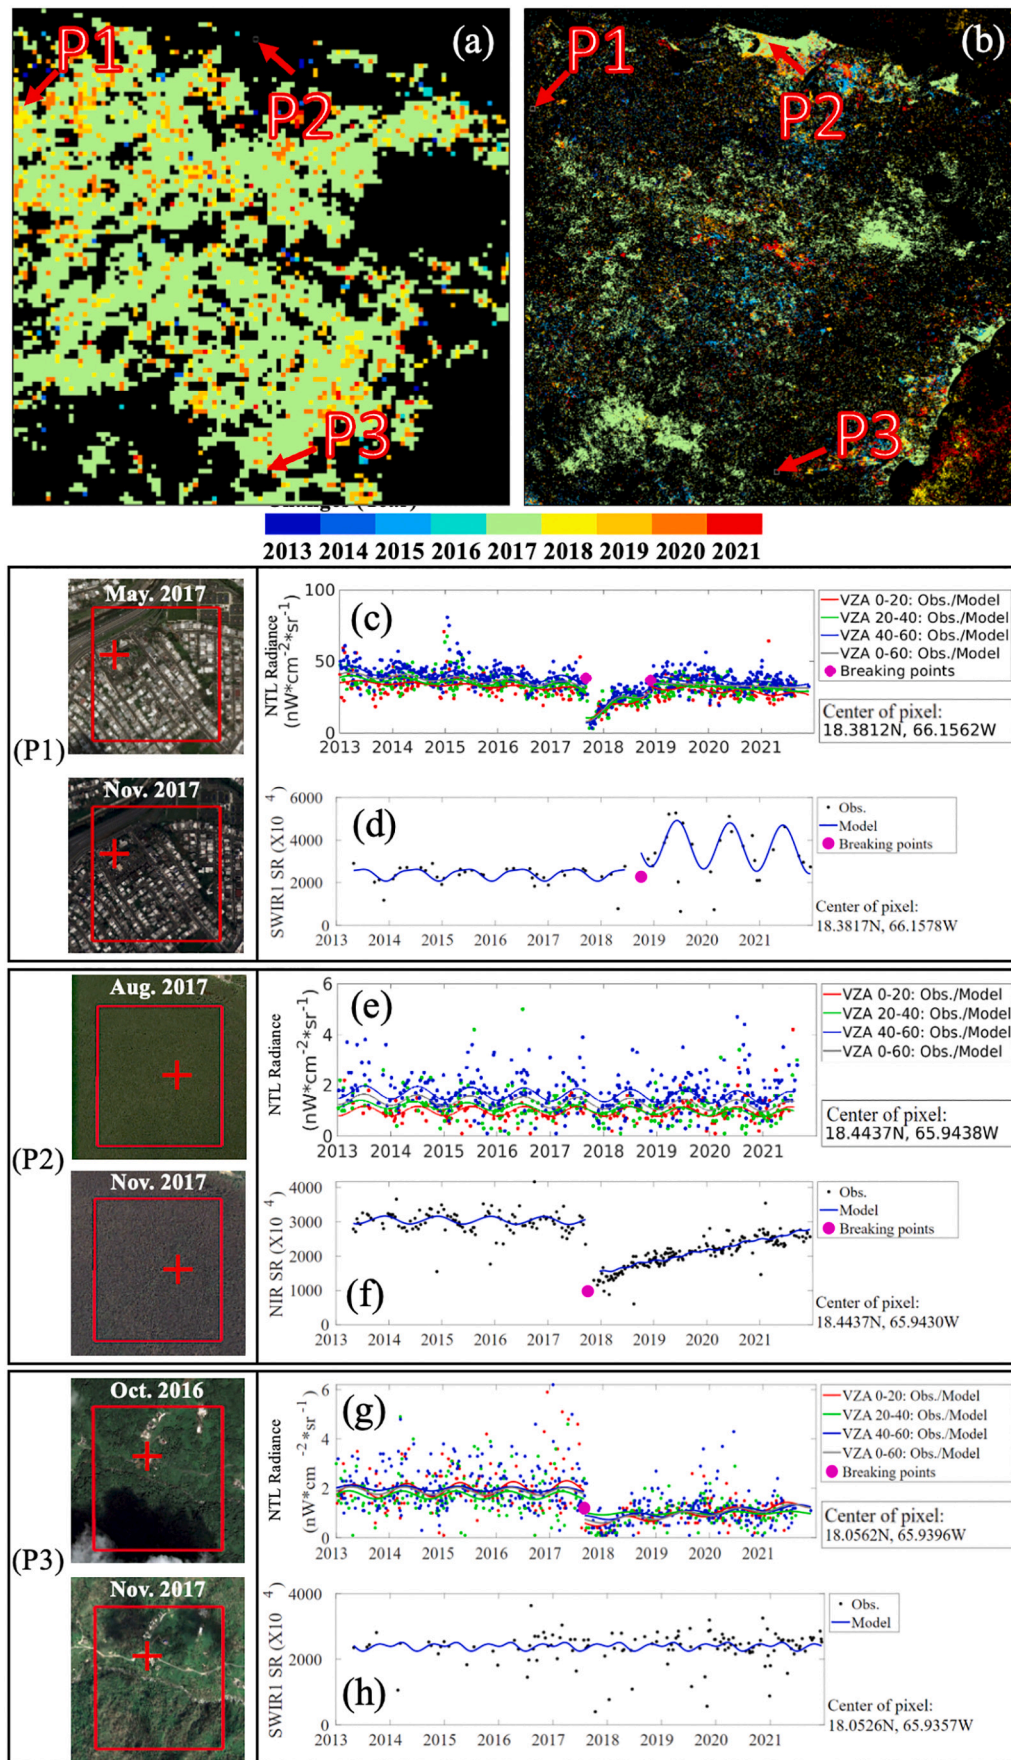 (a)
P1
P2
P3
(b)
P1
P2
P3
2013 2014 2015 2016 2017 2018 2019 2020 2021
(P1)
May. 2017
Nov. 2017
(c)
NTL Radiance
(nW*cm⁻²*sr⁻¹)
100
50
0
2013 2014 2015 2016 2017 2018 2019 2020 2021
VZA 0-20: Obs./Model
VZA 20-40: Obs./Model
VZA 40-60: Obs./Model
VZA 0-60: Obs./Model
Breaking points
Center of pixel:
18.3812N, 66.1562W
(d)
SWIR1 SR (X10⁴)
6000
4000
2000
0
2013 2014 2015 2016 2017 2018 2019 2020 2021
Obs.
Model
Breaking points
Center of pixel:
18.3817N, 66.1578W
(P2)
Aug. 2017
Nov. 2017
(e)
NTL Radiance
(nW*cm⁻²*sr⁻¹)
6
4
2
0
2013 2014 2015 2016 2017 2018 2019 2020 2021
VZA 0-20: Obs./Model
VZA 20-40: Obs./Model
VZA 40-60: Obs./Model
VZA 0-60: Obs./Model
Center of pixel:
18.4437N, 65.9438W
(f)
NIR SR (X10⁴)
4000
3000
2000
1000
0
2013 2014 2015 2016 2017 2018 2019 2020 2021
Obs.
Model
Breaking points
Center of pixel:
18.4437N, 65.9430W
(P3)
Oct. 2016
Nov. 2017
(g)
NTL Radiance
(nW*cm⁻²*sr⁻¹)
6
4
2
0
2013 2014 2015 2016 2017 2018 2019 2020 2021
VZA 0-20: Obs./Model
VZA 20-40: Obs./Model
VZA 40-60: Obs./Model
VZA 0-60: Obs./Model
Breaking points
Center of pixel:
18.0562N, 65.9396W
(h)
SWIR1 SR (X10⁴)
4000
2000
0
2013 2014 2015 2016 2017 2018 2019 2020 2021
Obs.
Model
Center of pixel:
18.0526N, 65.9357W